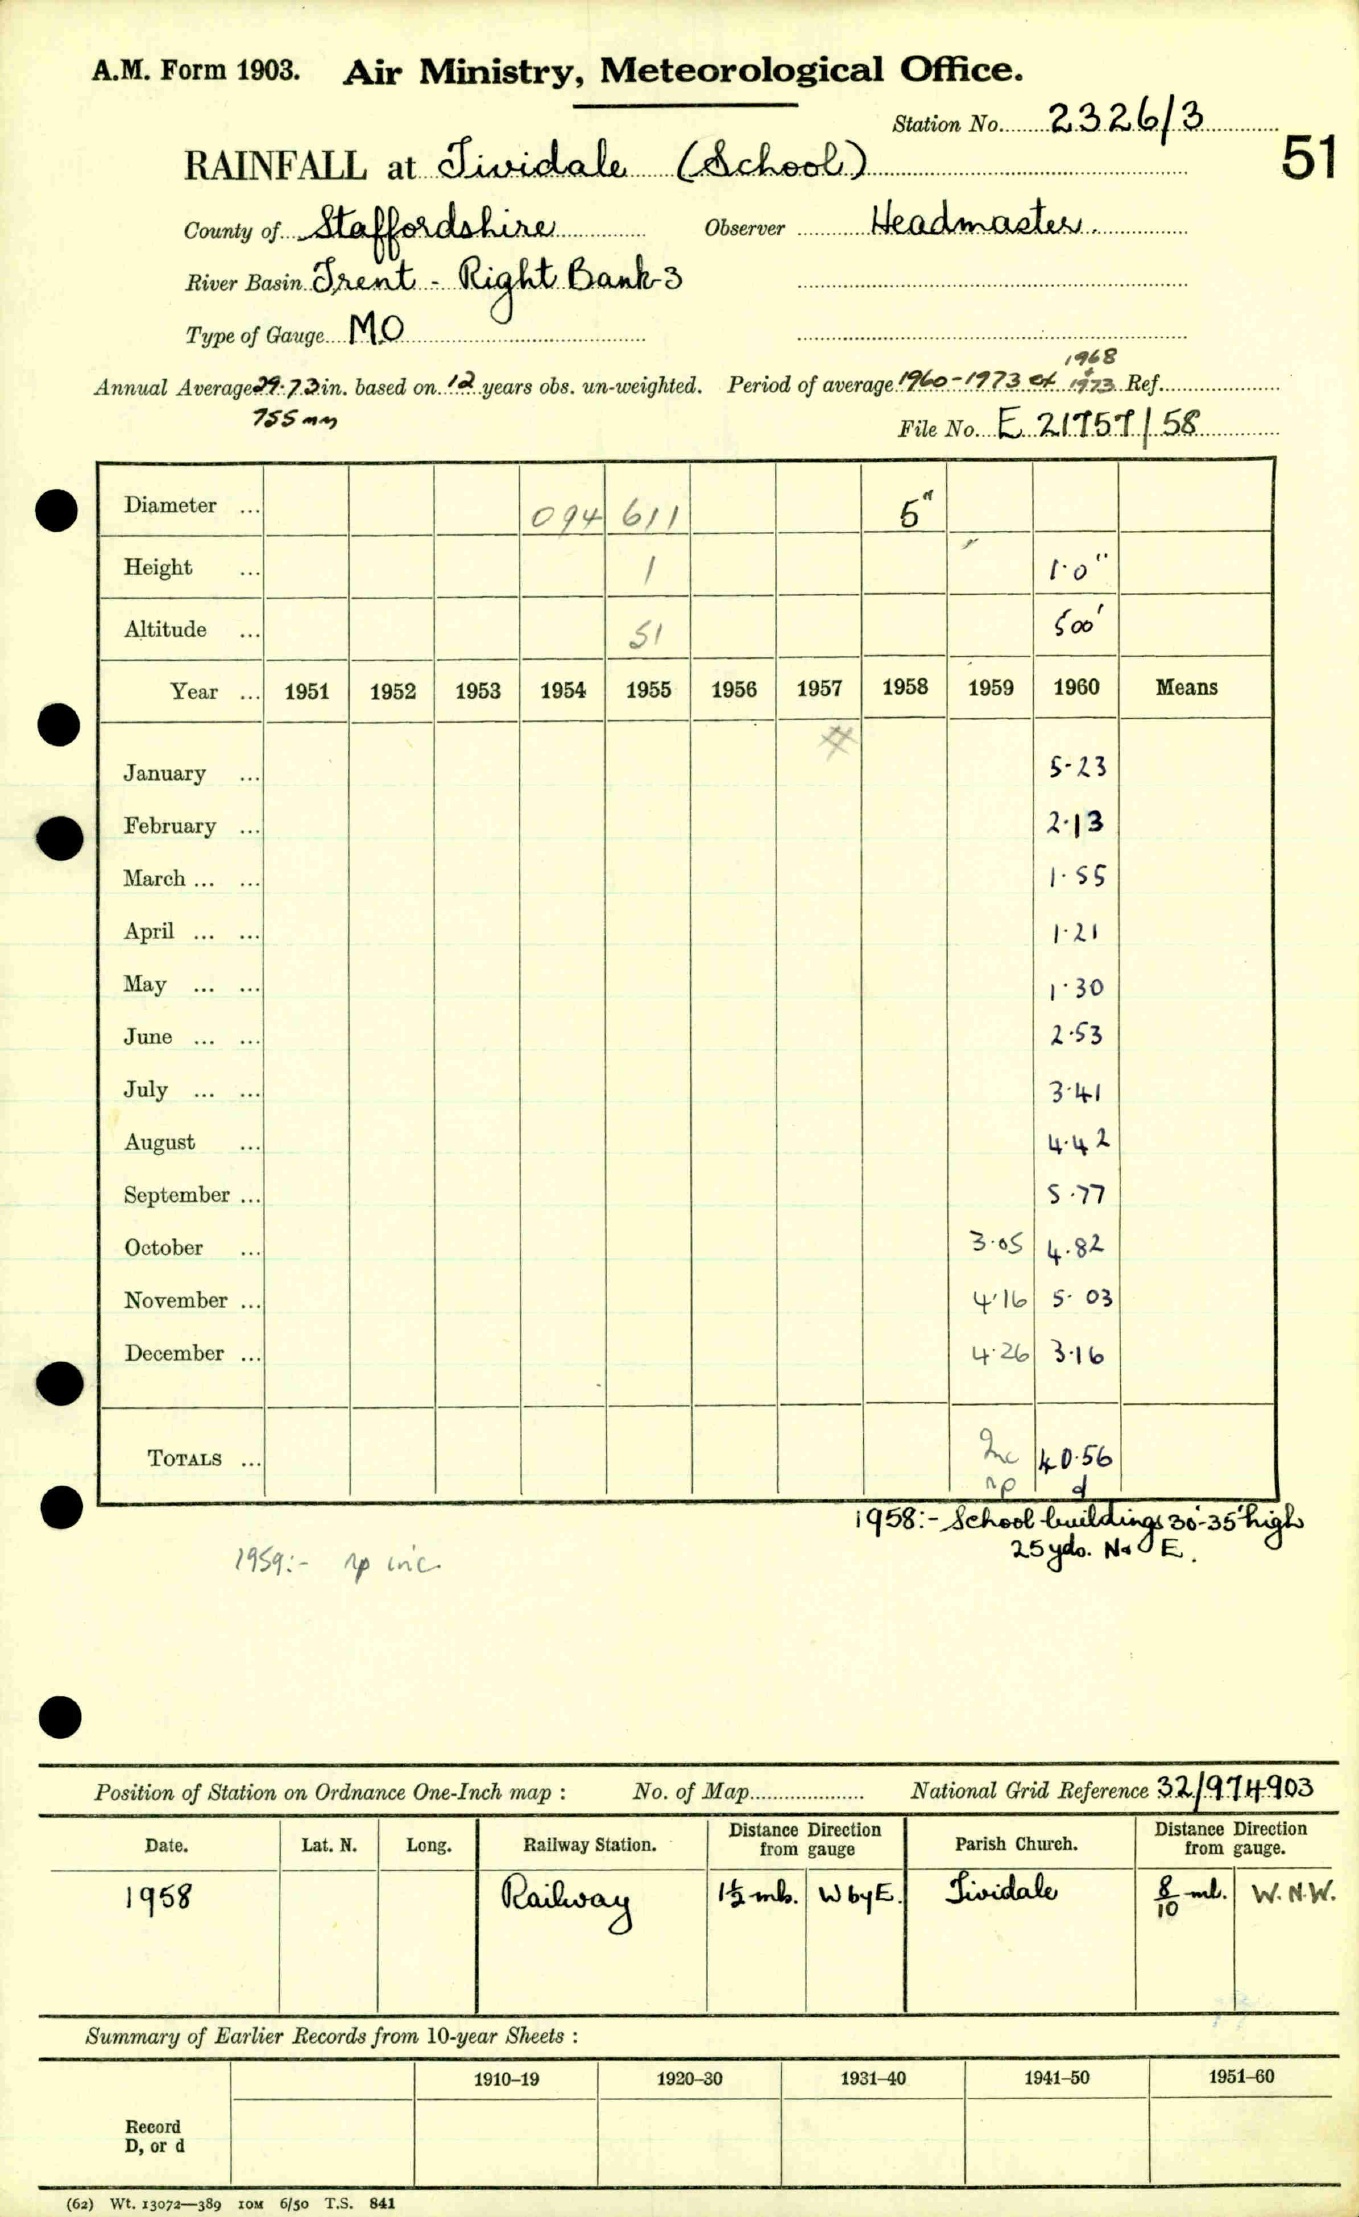 A.M. Form 1903. Air Ministry, Meteorological Office.
Station No. 2326/3
51
RAINFALL at Tividale (School)
County of Staffordshire Observer Headmaster.
River Basin Trent - Right Bank-3
Type of Gauge MO
1968
Annual Average 29.73 in. based on 12 years obs. un-weighted. Period of average 1960-1973 ex + 1973 Ref.
755 mm
File No. E 21757/58
Diameter ... 094 611 5"
Height ... 1 1.0"
Altitude ... 51 500'
Year ... 1951 1952 1953 1954 1955 1956 1957 1958 1959 1960 Means
#
January ... 5.23
February ... 2.13
March ... ... 1.55
April ... ... 1.21
May ... ... 1.30
June ... ... 2.53
July ... ... 3.41
August ... 4.42
September ... 5.77
October ... 3.05 4.82
November ... 4.16 5.03
December ... 4.26 3.16
TOTALS ... Inc 40.56
np d
1958:- School buildings 30'-35' high
25 yds. N & E.
1959:- np inc.
Position of Station on Ordnance One-Inch map : No. of Map National Grid Reference 32/974903
Date. Lat. N. Long. Railway Station. Distance from Direction gauge Parish Church. Distance from Direction gauge.
1958 Railway 1½ mls. W by E. Tividale 8/10 ml. W.N.W.
Summary of Earlier Records from 10-year Sheets :
1910–19 1920–30 1931–40 1941–50 1951–60
Record
D, or d
(62) Wt. 13072—389 10M 6/50 T.S. 841